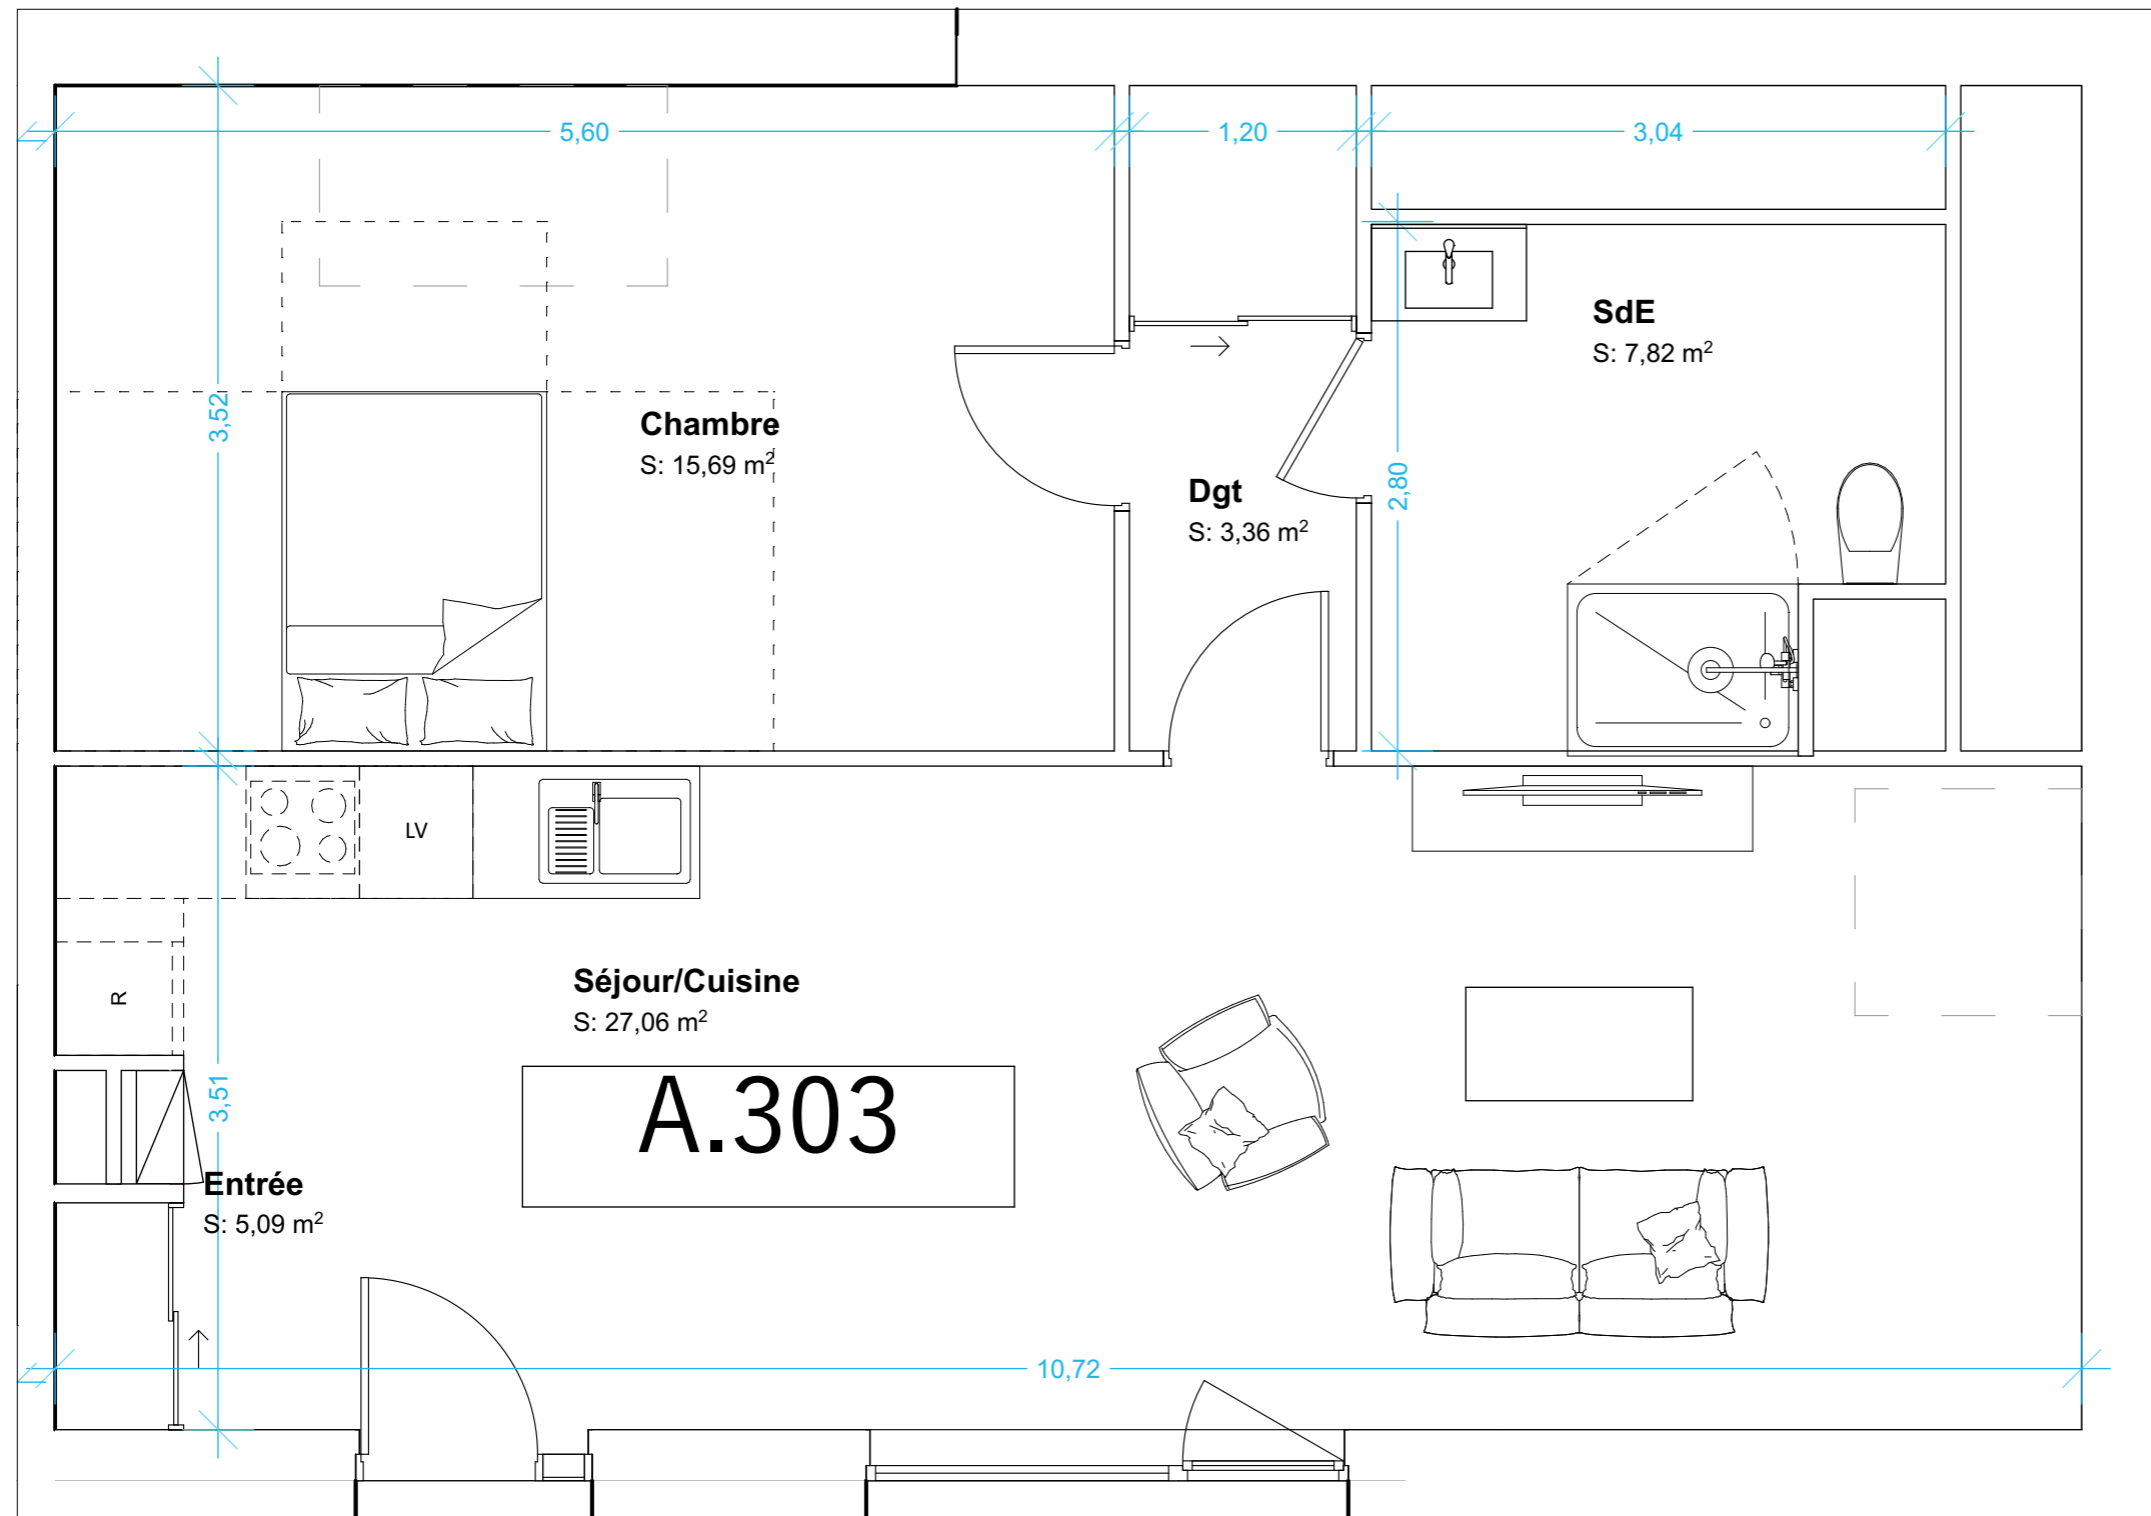 5,60
1,20
3,04
SdE
S: 7,82 m²
3,52
Chambre
S: 15,69 m²
2,80
Dgt
S: 3,36 m²
LV
R
Séjour/Cuisine
S: 27,06 m²
3,51
A.303
Entrée
S: 5,09 m²
10,72